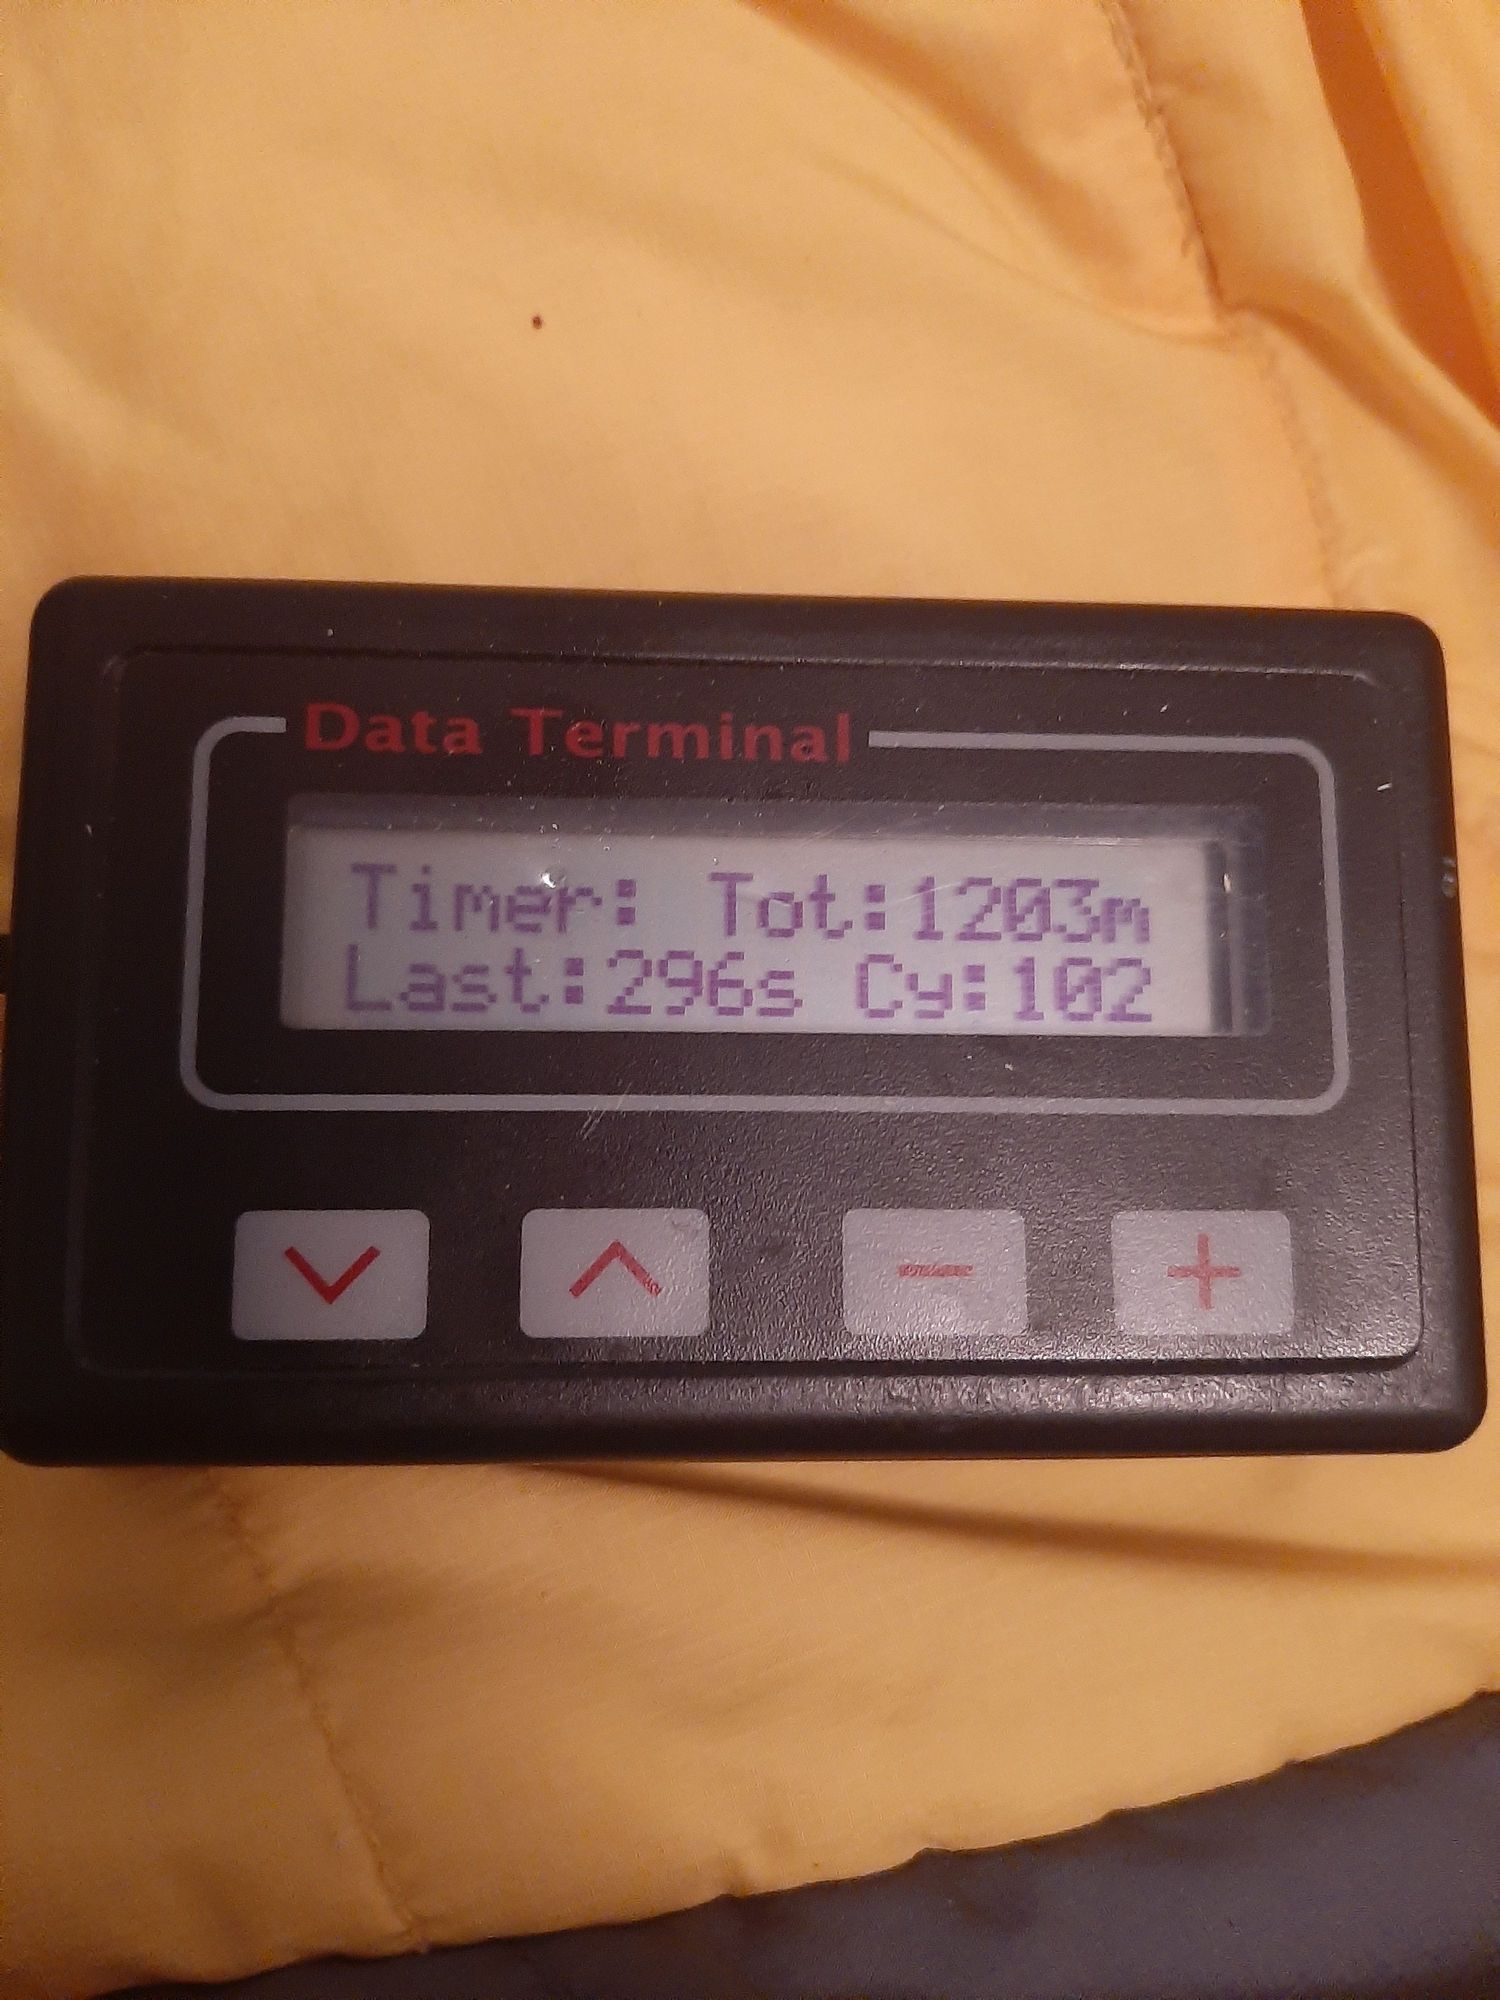 Data Terminal
Timer: Tot:1203m
Last:296s Cy:102